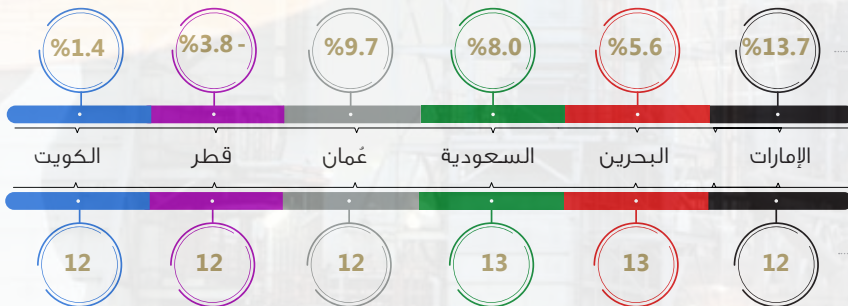 %13.7 %5.6 %8.0 %9.7 %3.8 - %1.4
الإمارات البحرين السعودية عُمان قطر الكويت
12 13 13 12 12 12